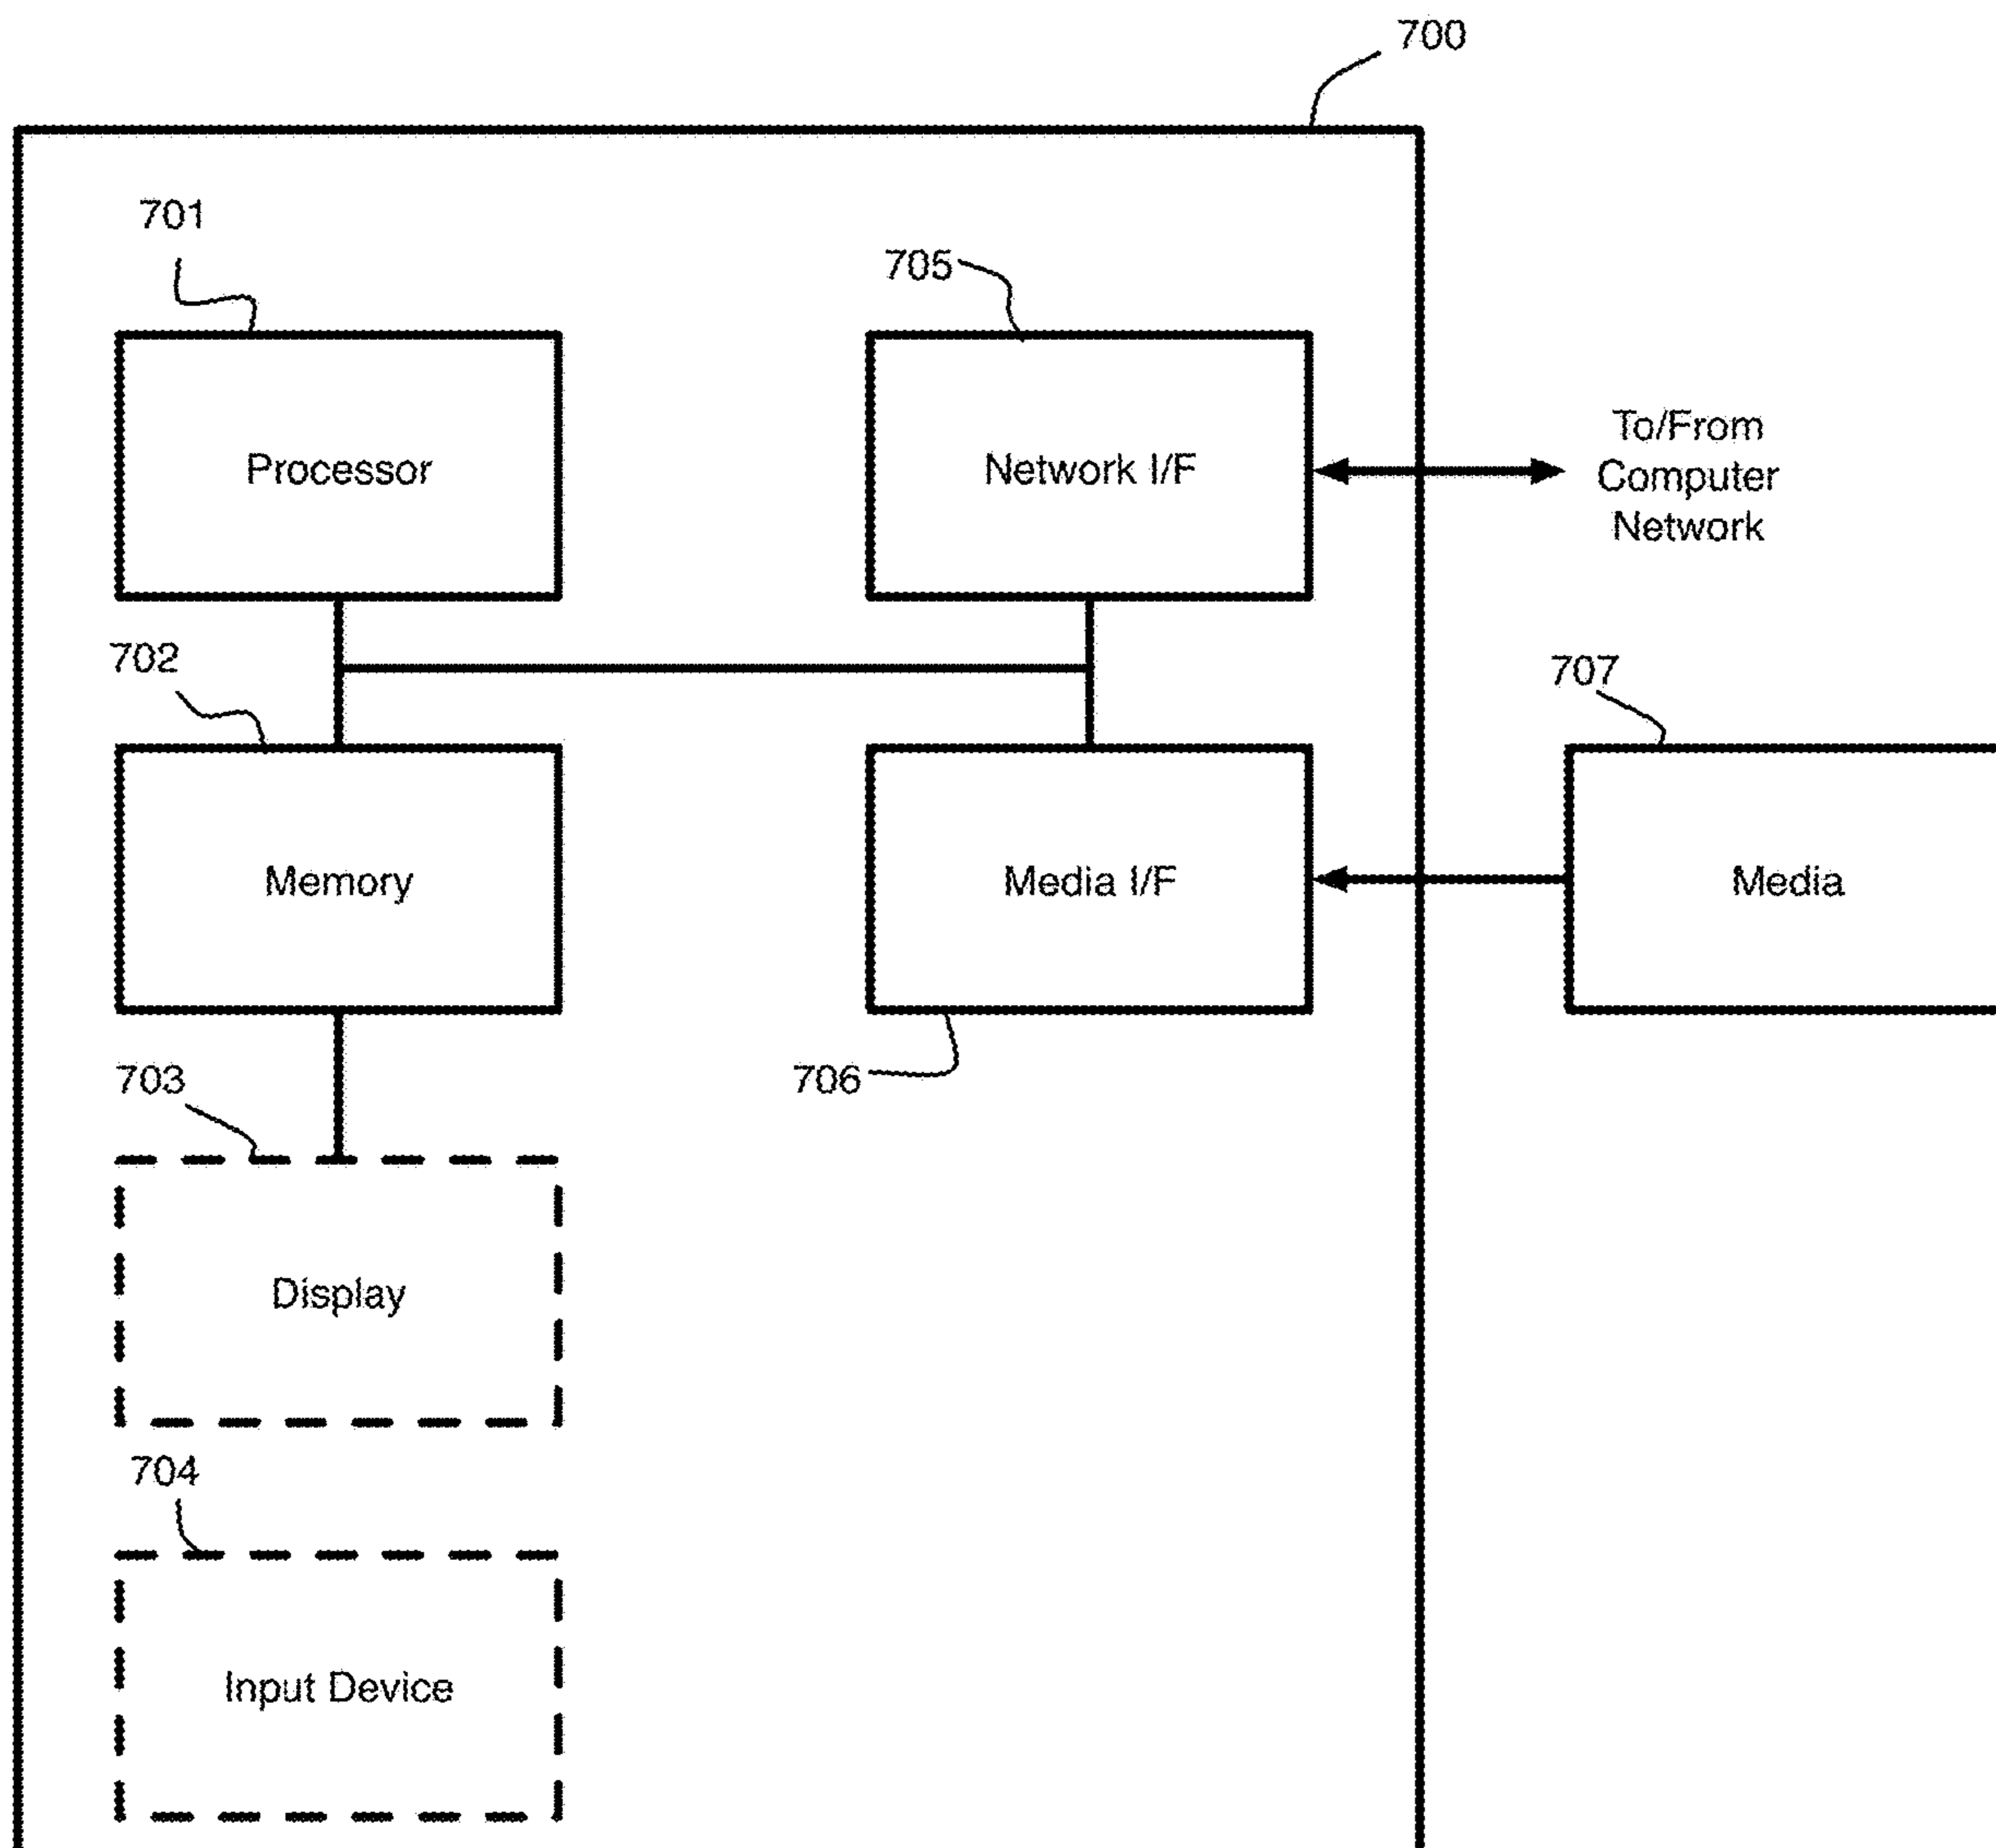 700
701
705
Processor
Network I/F
To/From
Computer
Network
702
707
Memory
Media I/F
Media
703
706
Display
704
Input Device